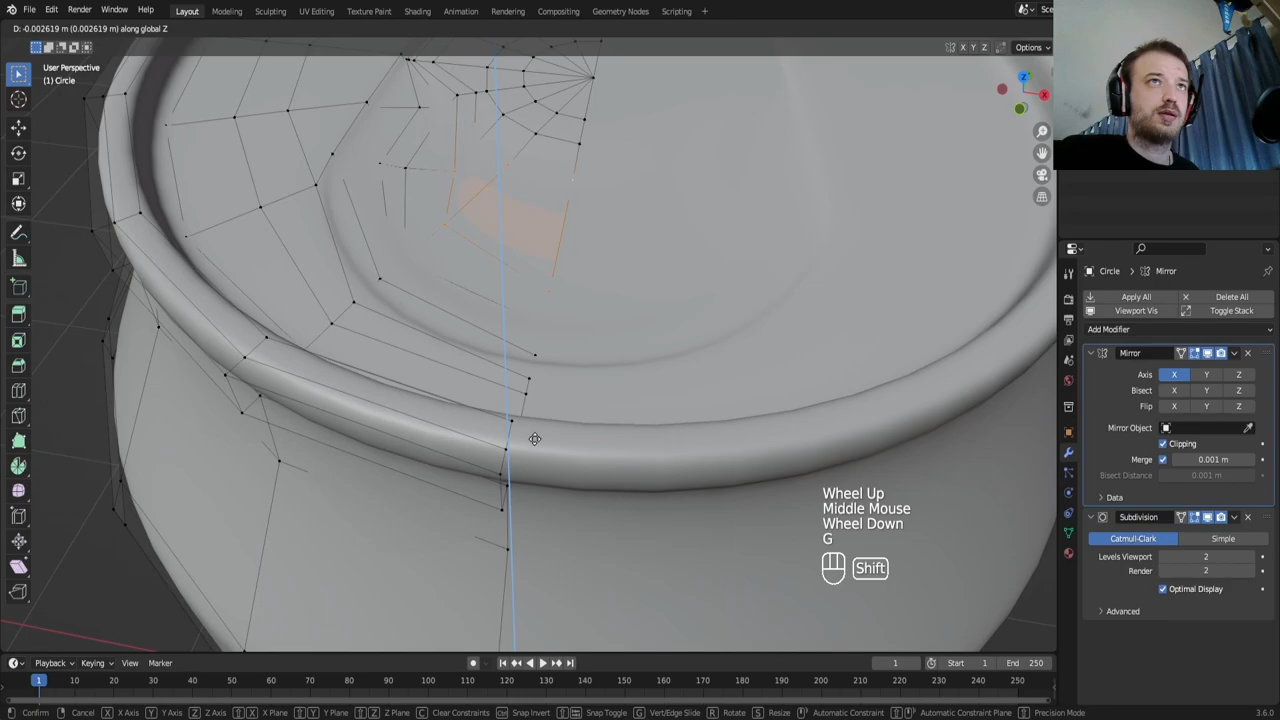 File Edit Render Window Help Layout Modeling Sculpting UV Editing Texture Paint Shading Animation Rendering Compositing Geometry Nodes Scripting + Sce
D: -0.002619 m (0.002619 m) along global Z
X Y Z Options
User Perspective
(1) Circle
Z
X
Y
Circle > Mirror
Apply All Delete All
Viewport Vis Toggle Stack
Add Modifier
Mirror
Axis X Y Z
Bisect X Y Z
Flip X Y Z
Mirror Object
Clipping
Merge 0.001 m
Bisect Distance 0.001 m
Data
Subdivision
Catmull-Clark Simple
Levels Viewport 2
Render 2
Optimal Display
Advanced
Wheel Up
Middle Mouse
Wheel Down
G
Shift
Playback Keying View Marker 1 Start 1 End 250
1 10 20 30 40 50 60 70 80 90 100 110 120 130 140 150 160 170 180 190 200 210 220 230 240 250
Confirm Cancel X X Axis Y Y Axis Z Z Axis X X Plane Y Y Plane Z Z Plane C Clear Constraints Snap Invert Snap Toggle G Vert/Edge Slide R Rotate S Resize Automatic Constraint Automatic Constraint Plane Precision Mode 3.6.0